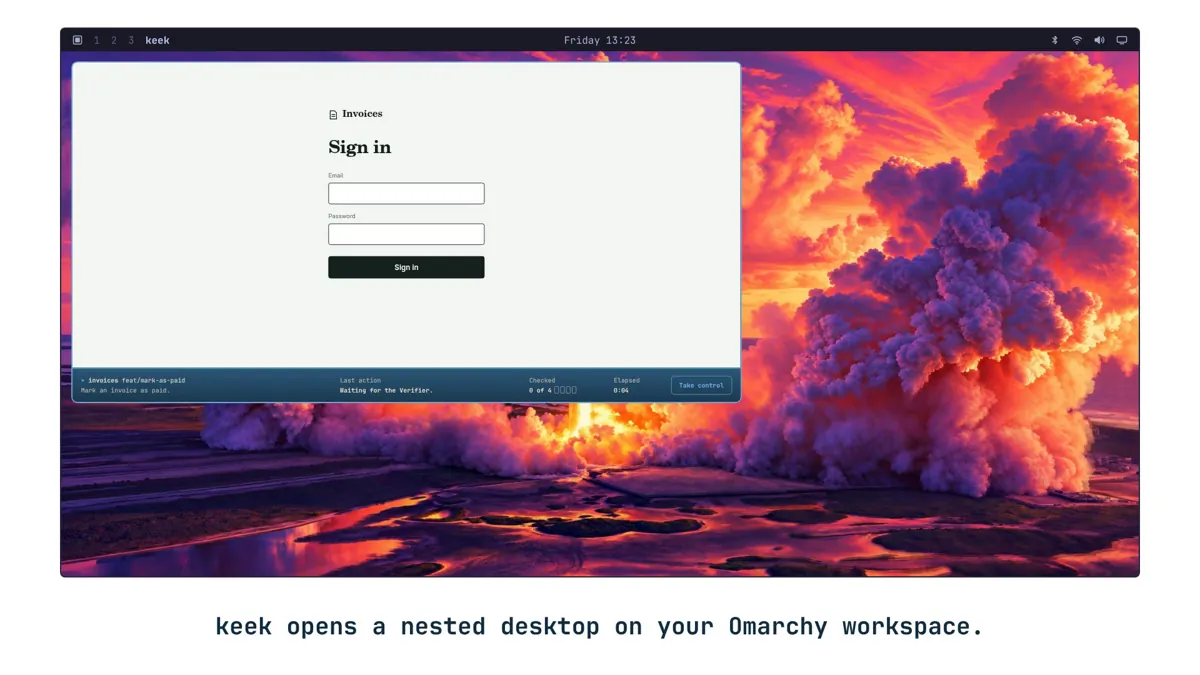 1 2 3 keek
Friday 13:23
Invoices
Sign in
Email
Password
Sign in
> invoices feat/mark-as-paid
Mark an invoice as paid.
Last action
Waiting for the Verifier.
Checked
0 of 4
Elapsed
0:04
Take control
keek opens a nested desktop on your Omarchy workspace.